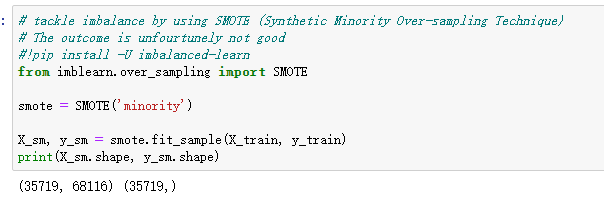 : # tackle imbalance by using SMOTE (Synthetic Minority Over-sampling Technique)
# The outcome is unfourtunely not good
#!pip install -U imbalanced-learn
from imblearn.over_sampling import SMOTE
smote = SMOTE('minority')
X_sm, y_sm = smote.fit_sample(X_train, y_train)
print(X_sm.shape, y_sm.shape)
(35719, 68116) (35719,)